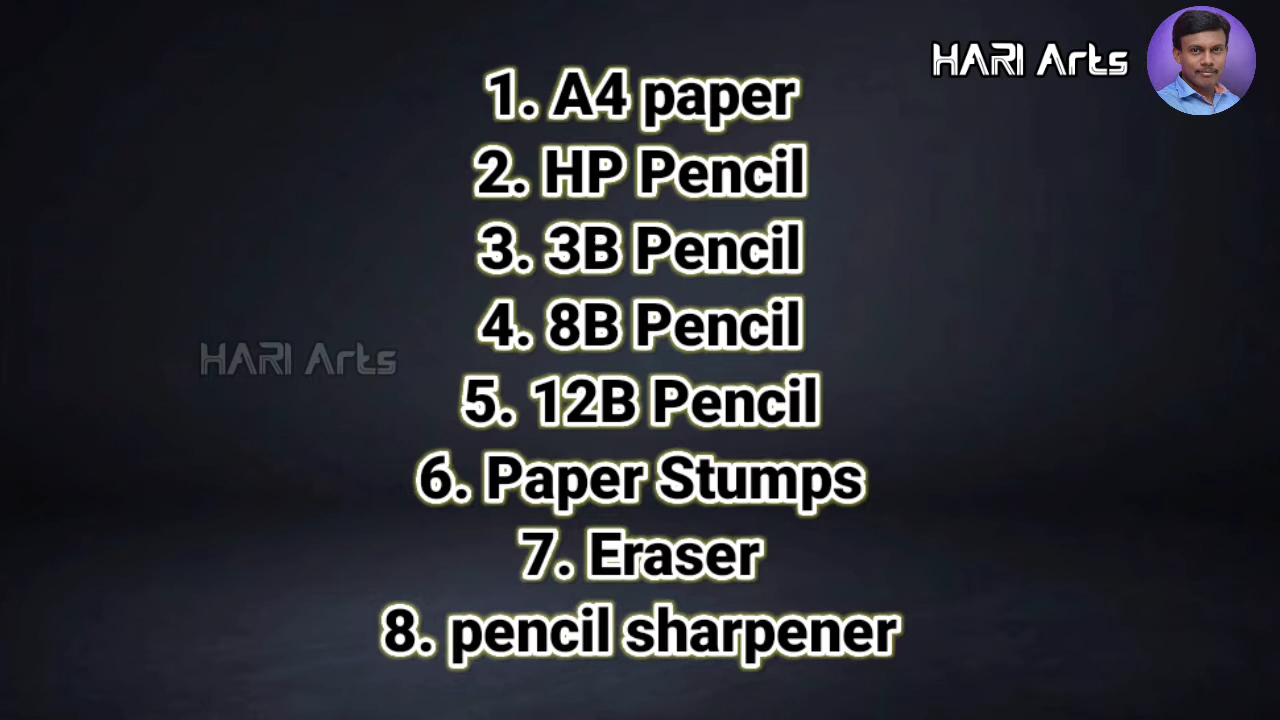 HARI Arts
1. A4 paper
2. HP Pencil
3. 3B Pencil
4. 8B Pencil
HARI Arts
5. 12B Pencil
6. Paper Stumps
7. Eraser
8. pencil sharpener